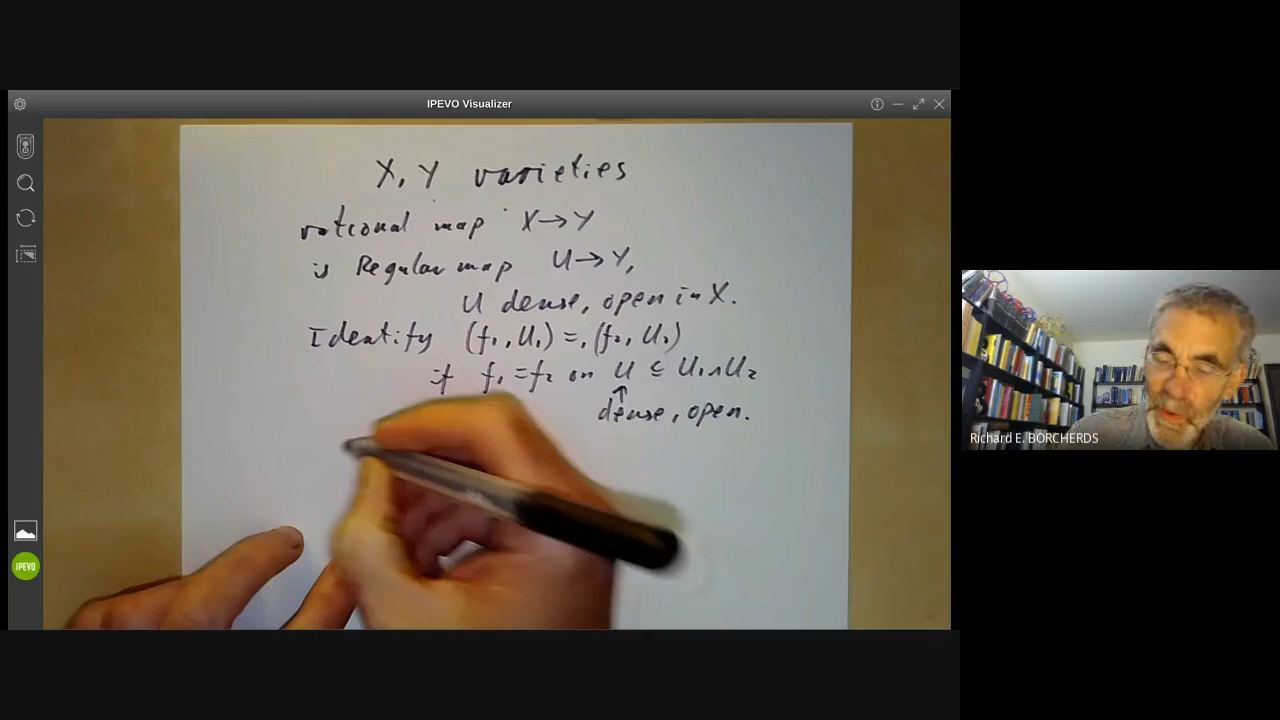 IPEVO Visualizer
X, Y varieties
rational map X→Y
is Regular map U→Y,
U dense, open in X.
Identify (f₁, U₁) =, (f₂, U₂)
if f₁ = f₂ on U ⊆ U₁∩U₂
↑
dense, open.
Richard E. BORCHERDS
IPEVO